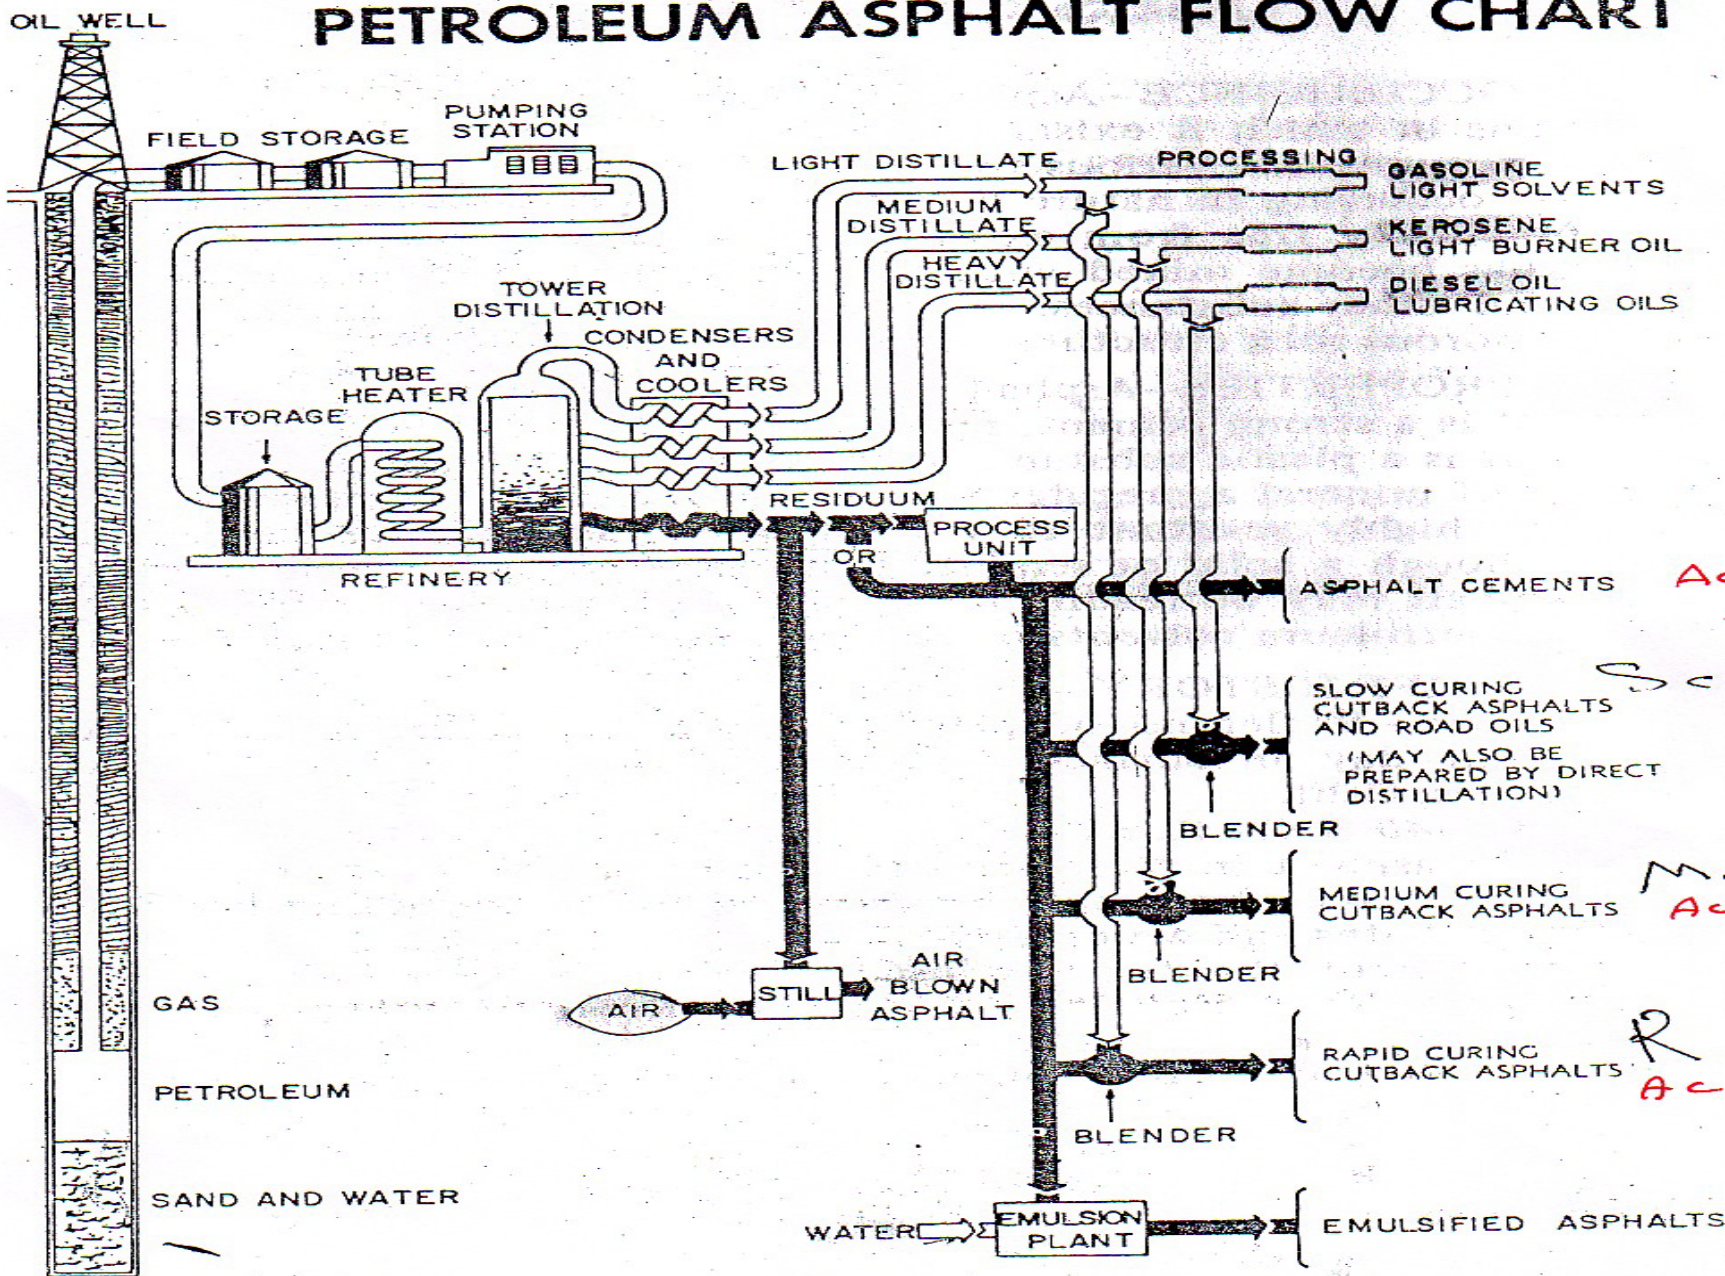 PETROLEUM ASPHALT FLOW CHART
OIL WELL
FIELD STORAGE
PUMPING
STATION
LIGHT DISTILLATE
PROCESSING
GASOLINE
LIGHT SOLVENTS
MEDIUM
DISTILLATE
KEROSENE
LIGHT BURNER OIL
HEAVY
DISTILLATE
DIESEL OIL
LUBRICATING OILS
TOWER
DISTILLATION
CONDENSERS
AND
COOLERS
TUBE
HEATER
STORAGE
RESIDUUM
PROCESS
UNIT
OR
REFINERY
ASPHALT CEMENTS
Ac
SLOW CURING
CUTBACK ASPHALTS
AND ROAD OILS
(MAY ALSO BE
PREPARED BY DIRECT
DISTILLATION)
Sc
BLENDER
MEDIUM CURING
CUTBACK ASPHALTS
M
Ac
BLENDER
AIR
STILL
AIR
BLOWN
ASPHALT
GAS
RAPID CURING
CUTBACK ASPHALTS
R
Ac
BLENDER
PETROLEUM
SAND AND WATER
WATER
EMULSION
PLANT
EMULSIFIED ASPHALTS